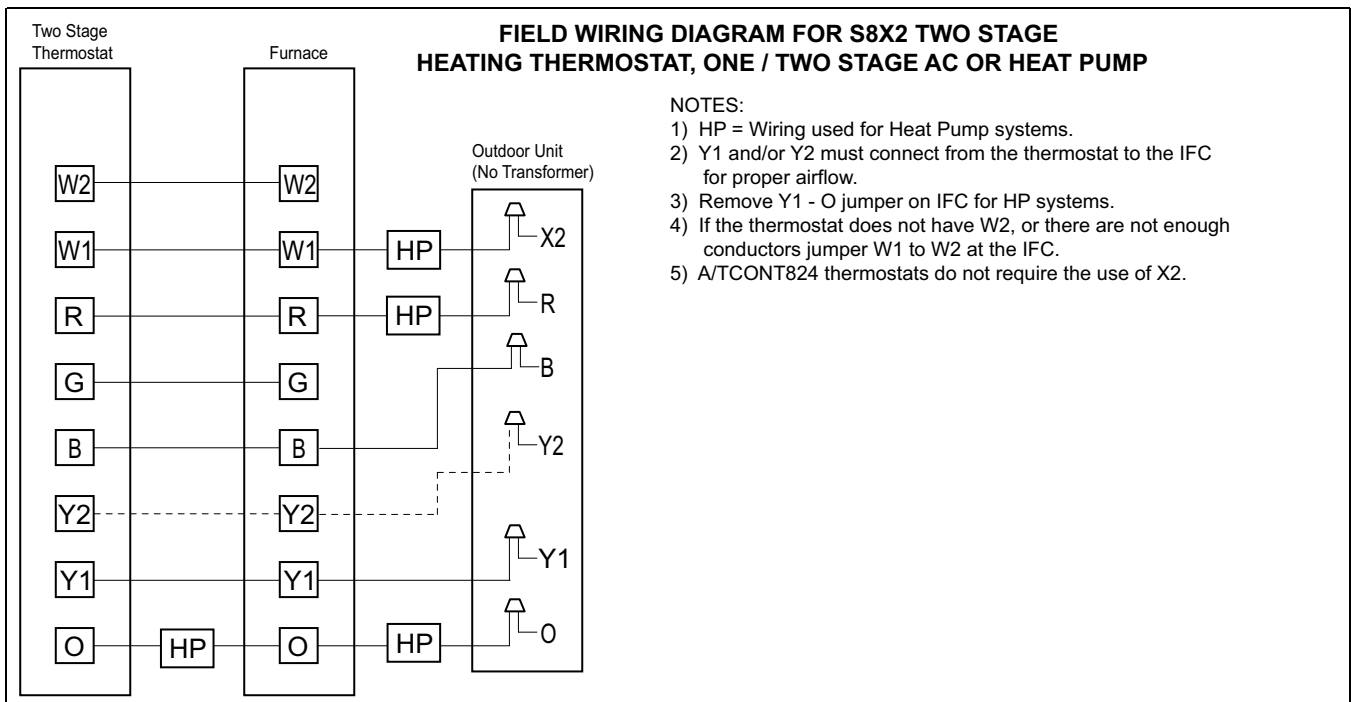 FIELD WIRING DIAGRAM FOR S8X2 TWO STAGE
HEATING THERMOSTAT, ONE / TWO STAGE AC OR HEAT PUMP
Two Stage
Thermostat
Furnace
Outdoor Unit
(No Transformer)
NOTES:
1) HP = Wiring used for Heat Pump systems.
2) Y1 and/or Y2 must connect from the thermostat to the IFC
for proper airflow.
3) Remove Y1 - O jumper on IFC for HP systems.
4) If the thermostat does not have W2, or there are not enough
conductors jumper W1 to W2 at the IFC.
5) A/TCONT824 thermostats do not require the use of X2.
W2 W2
W1 W1 HP X2
R R HP R
G G
B B B
Y2 Y2 Y2
Y1 Y1 Y1
O HP O HP O